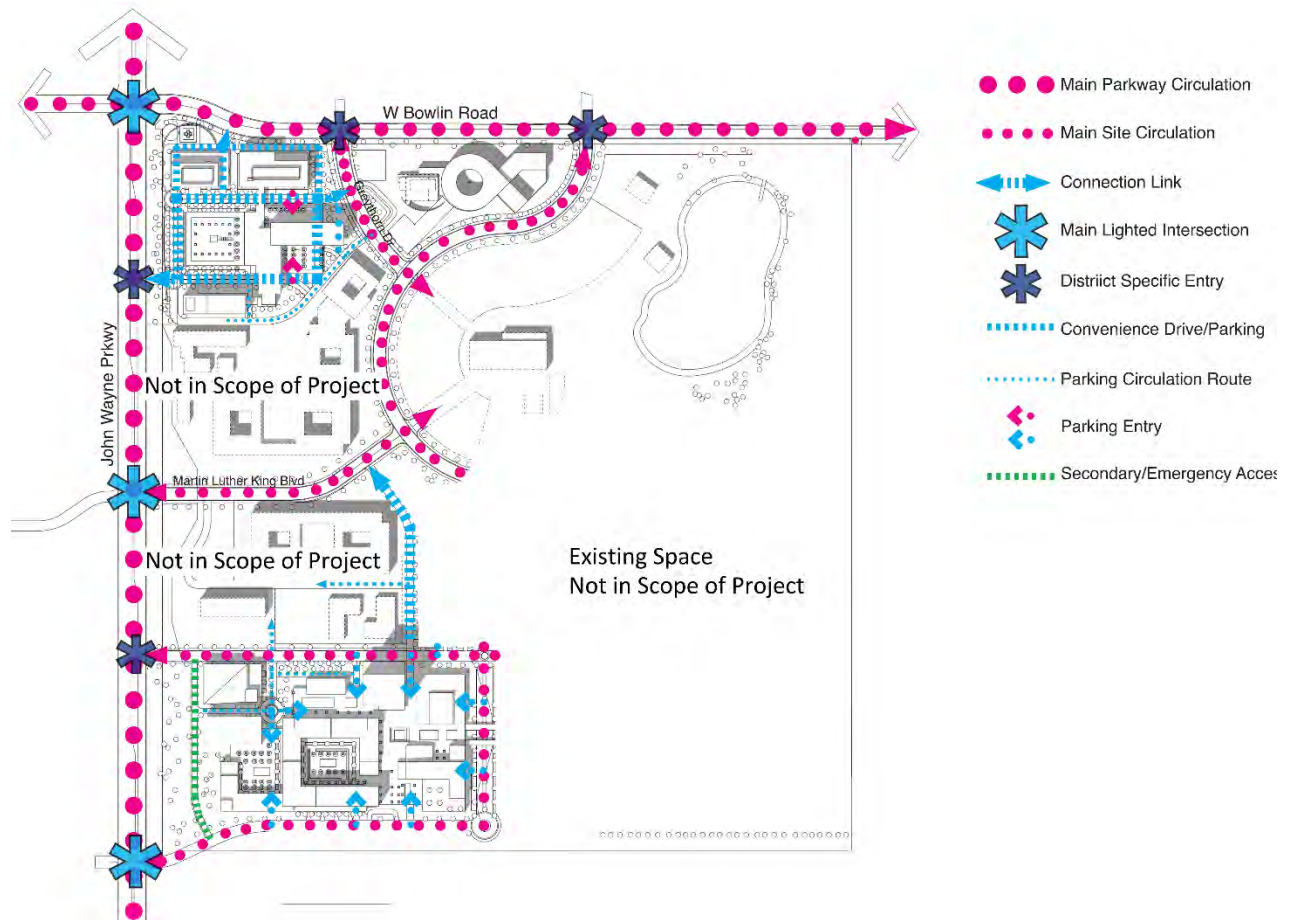 W Bowlin Road
Greythorn Dr
John Wayne Prkwy
Not in Scope of Project
Martin Luther King Blvd
Not in Scope of Project
Existing Space
Not in Scope of Project
Main Parkway Circulation
Main Site Circulation
Connection Link
Main Lighted Intersection
Distriict Specific Entry
Convenience Drive/Parking
Parking Circulation Route
Parking Entry
Secondary/Emergency Acces